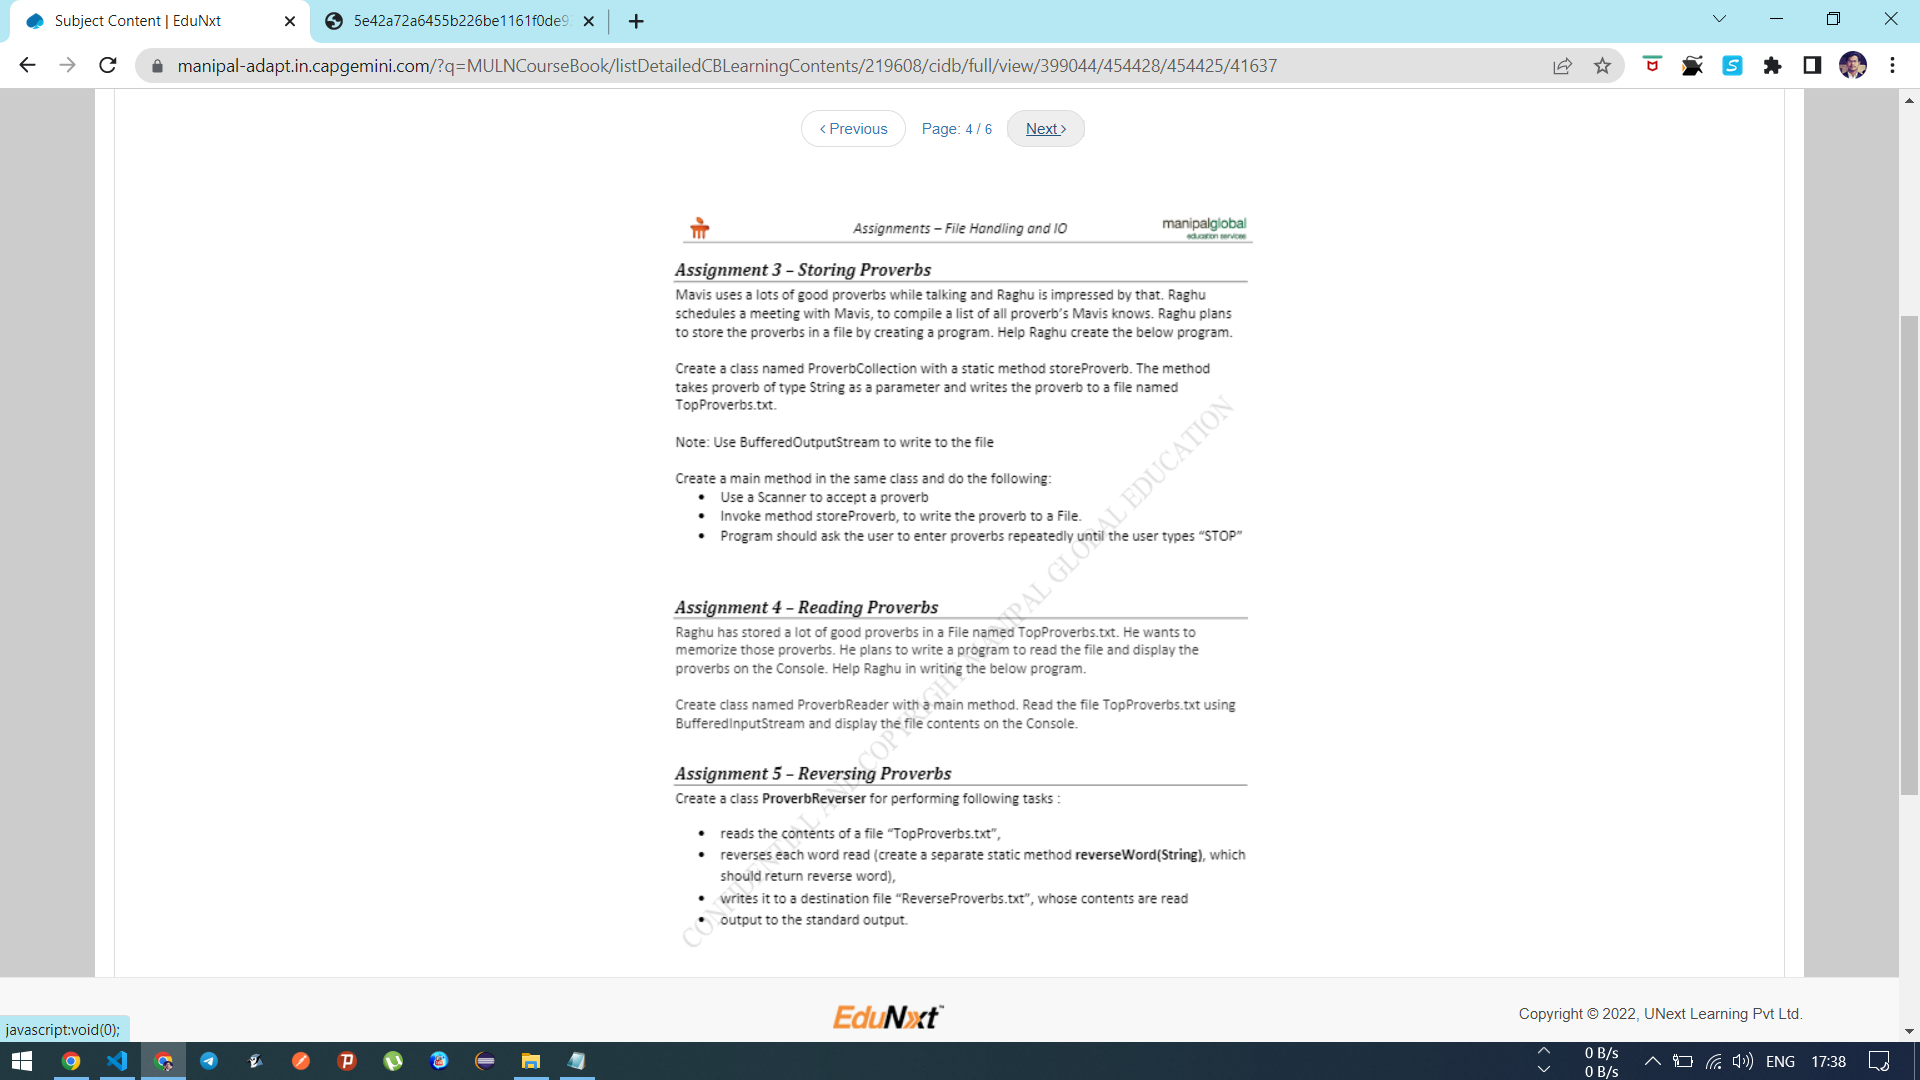 Subject Content | EduNxt
5e42a72a6455b226be1161f0de9
manipal-adapt.in.capgemini.com/?q=MULNCourseBook/listDetailedCBLearningContents/219608/cidb/full/view/399044/454428/454425/41637
‹ Previous
Page: 4 / 6
Next ›
Assignments – File Handling and IO
manipalglobal
education services
Assignment 3 – Storing Proverbs
Mavis uses a lots of good proverbs while talking and Raghu is impressed by that. Raghu
schedules a meeting with Mavis, to compile a list of all proverb’s Mavis knows. Raghu plans
to store the proverbs in a file by creating a program. Help Raghu create the below program.
Create a class named ProverbCollection with a static method storeProverb. The method
takes proverb of type String as a parameter and writes the proverb to a file named
TopProverbs.txt.
Note: Use BufferedOutputStream to write to the file
Create a main method in the same class and do the following:
• Use a Scanner to accept a proverb
• Invoke method storeProverb, to write the proverb to a File.
• Program should ask the user to enter proverbs repeatedly until the user types “STOP”
Assignment 4 – Reading Proverbs
Raghu has stored a lot of good proverbs in a File named TopProverbs.txt. He wants to
memorize those proverbs. He plans to write a program to read the file and display the
proverbs on the Console. Help Raghu in writing the below program.
Create class named ProverbReader with a main method. Read the file TopProverbs.txt using
BufferedInputStream and display the file contents on the Console.
Assignment 5 – Reversing Proverbs
Create a class ProverbReverser for performing following tasks :
• reads the contents of a file “TopProverbs.txt”,
• reverses each word read (create a separate static method reverseWord(String), which
should return reverse word),
• writes it to a destination file “ReverseProverbs.txt”, whose contents are read
• output to the standard output.
CONFIDENTIAL AND COPYRIGHT MANIPAL GLOBAL EDUCATION
EduNxt™
Copyright © 2022, UNext Learning Pvt Ltd.
javascript:void(0);
0 B/s
0 B/s
ENG
17:38